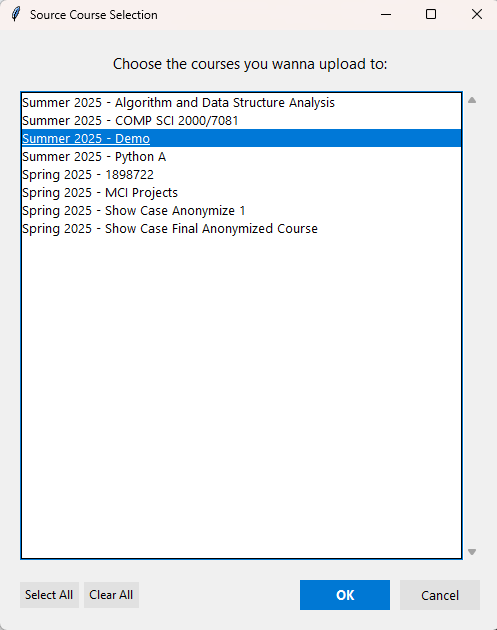 Source Course Selection
Choose the courses you wanna upload to:
Summer 2025 - Algorithm and Data Structure Analysis
Summer 2025 - COMP SCI 2000/7081
Summer 2025 - Demo
Summer 2025 - Python A
Spring 2025 - 1898722
Spring 2025 - MCI Projects
Spring 2025 - Show Case Anonymize 1
Spring 2025 - Show Case Final Anonymized Course
Select All Clear All OK Cancel